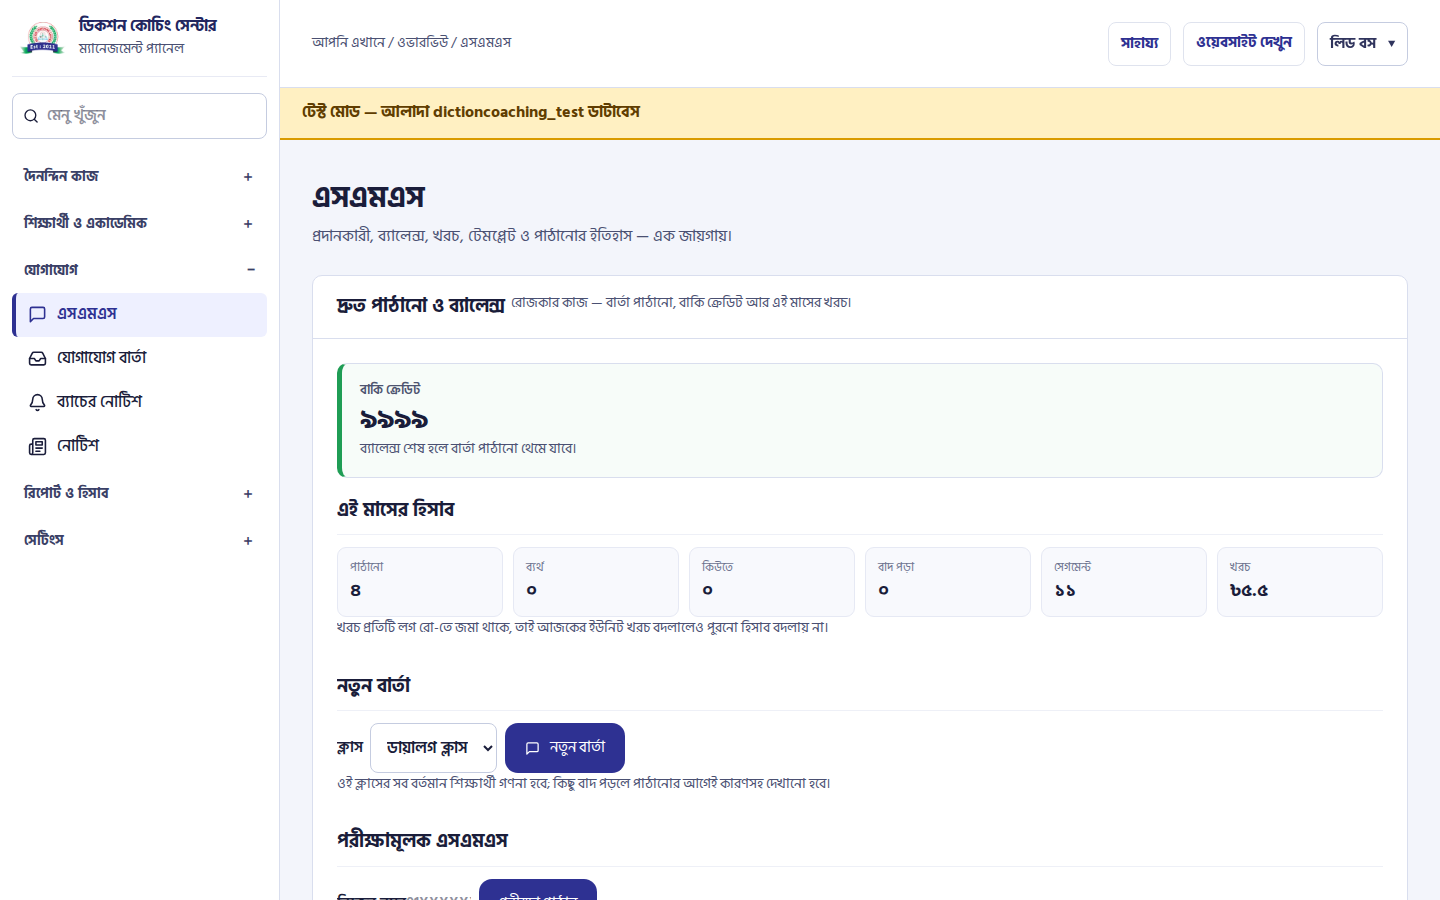 ডিকশন কোচিং সেন্টার
ম্যানেজমেন্ট প্যানেল
Est : 2011
মেনু খুঁজুন
দৈনন্দিন কাজ +
শিক্ষার্থী ও একাডেমিক +
যোগাযোগ −
এসএমএস
যোগাযোগ বার্তা
ব্যাচের নোটিশ
নোটিশ
রিপোর্ট ও হিসাব +
সেটিংস +
আপনি এখানে / ওভারভিউ / এসএমএস
সাহায্য
ওয়েবসাইট দেখুন
লিড বস
টেস্ট মোড — আলাদা dictioncoaching_test ডাটাবেস
এসএমএস
প্রদানকারী, ব্যালেন্স, খরচ, টেমপ্লেট ও পাঠানোর ইতিহাস — এক জায়গায়।
দ্রুত পাঠানো ও ব্যালেন্স রোজকার কাজ — বার্তা পাঠানো, বাকি ক্রেডিট আর এই মাসের খরচ।
বাকি ক্রেডিট
৯৯৯৯
ব্যালেন্স শেষ হলে বার্তা পাঠানো থেমে যাবে।
এই মাসের হিসাব
পাঠানো ব্যর্থ কিউতে বাদ পড়া সেগমেন্ট খরচ
৪ ০ ০ ০ ১১ ৳৫.৫
খরচ প্রতিটি লগ রো-তে জমা থাকে, তাই আজকের ইউনিট খরচ বদলালেও পুরনো হিসাব বদলায় না।
নতুন বার্তা
ক্লাস ডায়ালগ ক্লাস নতুন বার্তা
ওই ক্লাসের সব বর্তমান শিক্ষার্থী গণনা হবে; কিছু বাদ পড়লে পাঠানোর আগেই কারণসহ দেখানো হবে।
পরীক্ষামূলক এসএমএস